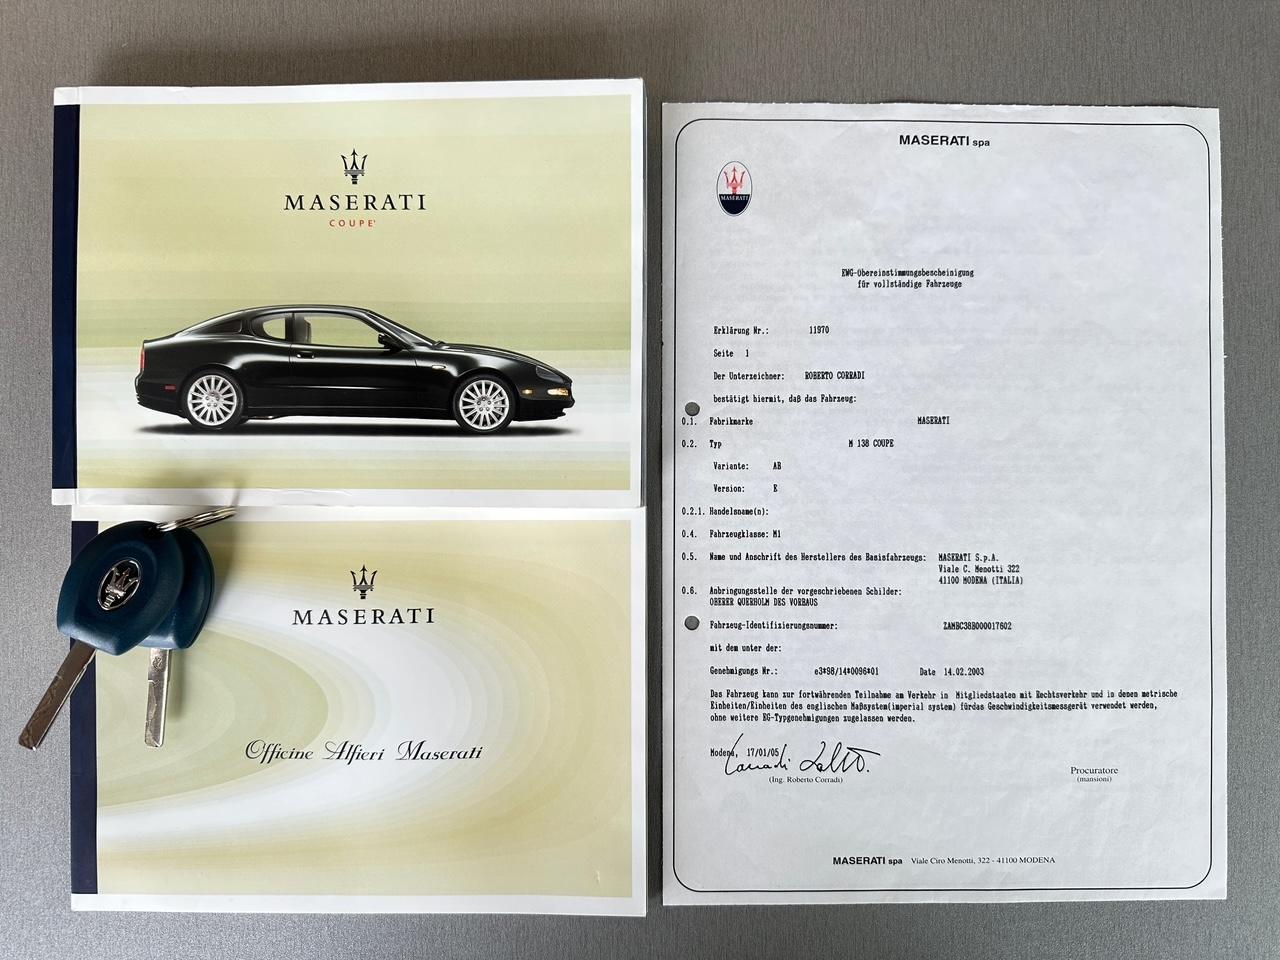 MASERATI
COUPE'
MASERATI
Officine Alfieri Maserati
MASERATI spa
MASERATI
EWG-Übereinstimmungsbescheinigung
für vollständige Fahrzeuge
Erklärung Nr.: 11970
Seite 1
Der Unterzeichner: ROBERTO CORRADI
bestätigt hiermit, daß das Fahrzeug:
0.1. Fabrikmarke MASERATI
0.2. Typ M 138 COUPE
Variante: AB
Version: E
0.2.1. Handelsname(n):
0.4. Fahrzeugklasse: M1
0.5. Name und Anschrift des Herstellers des Basisfahrzeugs: MASERATI S.p.A.
Viale C. Menotti 322
41100 MODENA (ITALIA)
0.6. Anbringungsstelle der vorgeschriebenen Schilder:
OBERER QUERHOLM DES VORBAUS
Fahrzeug-Identifizierungsnummer: ZAMBC38B000017602
mit dem unter der:
Genehmigungs Nr.: e3*98/14*0096*01 Date 14.02.2003
Das Fahrzeug kann zur fortwährenden Teilnahme am Verkehr in Mitgliedstaaten mit Rechtsverkehr und in denen metrische
Einheiten/Einheiten des englischen Maßsystem(imperial system) fürdas Geschwindigkeitsmessgerät verwendet werden,
ohne weitere EG-Typgenehmigungen zugelassen werden.
Modena, 17/01/05
(Ing. Roberto Corradi)
Procuratore
(mansioni)
MASERATI spa Viale Ciro Menotti, 322 - 41100 MODENA